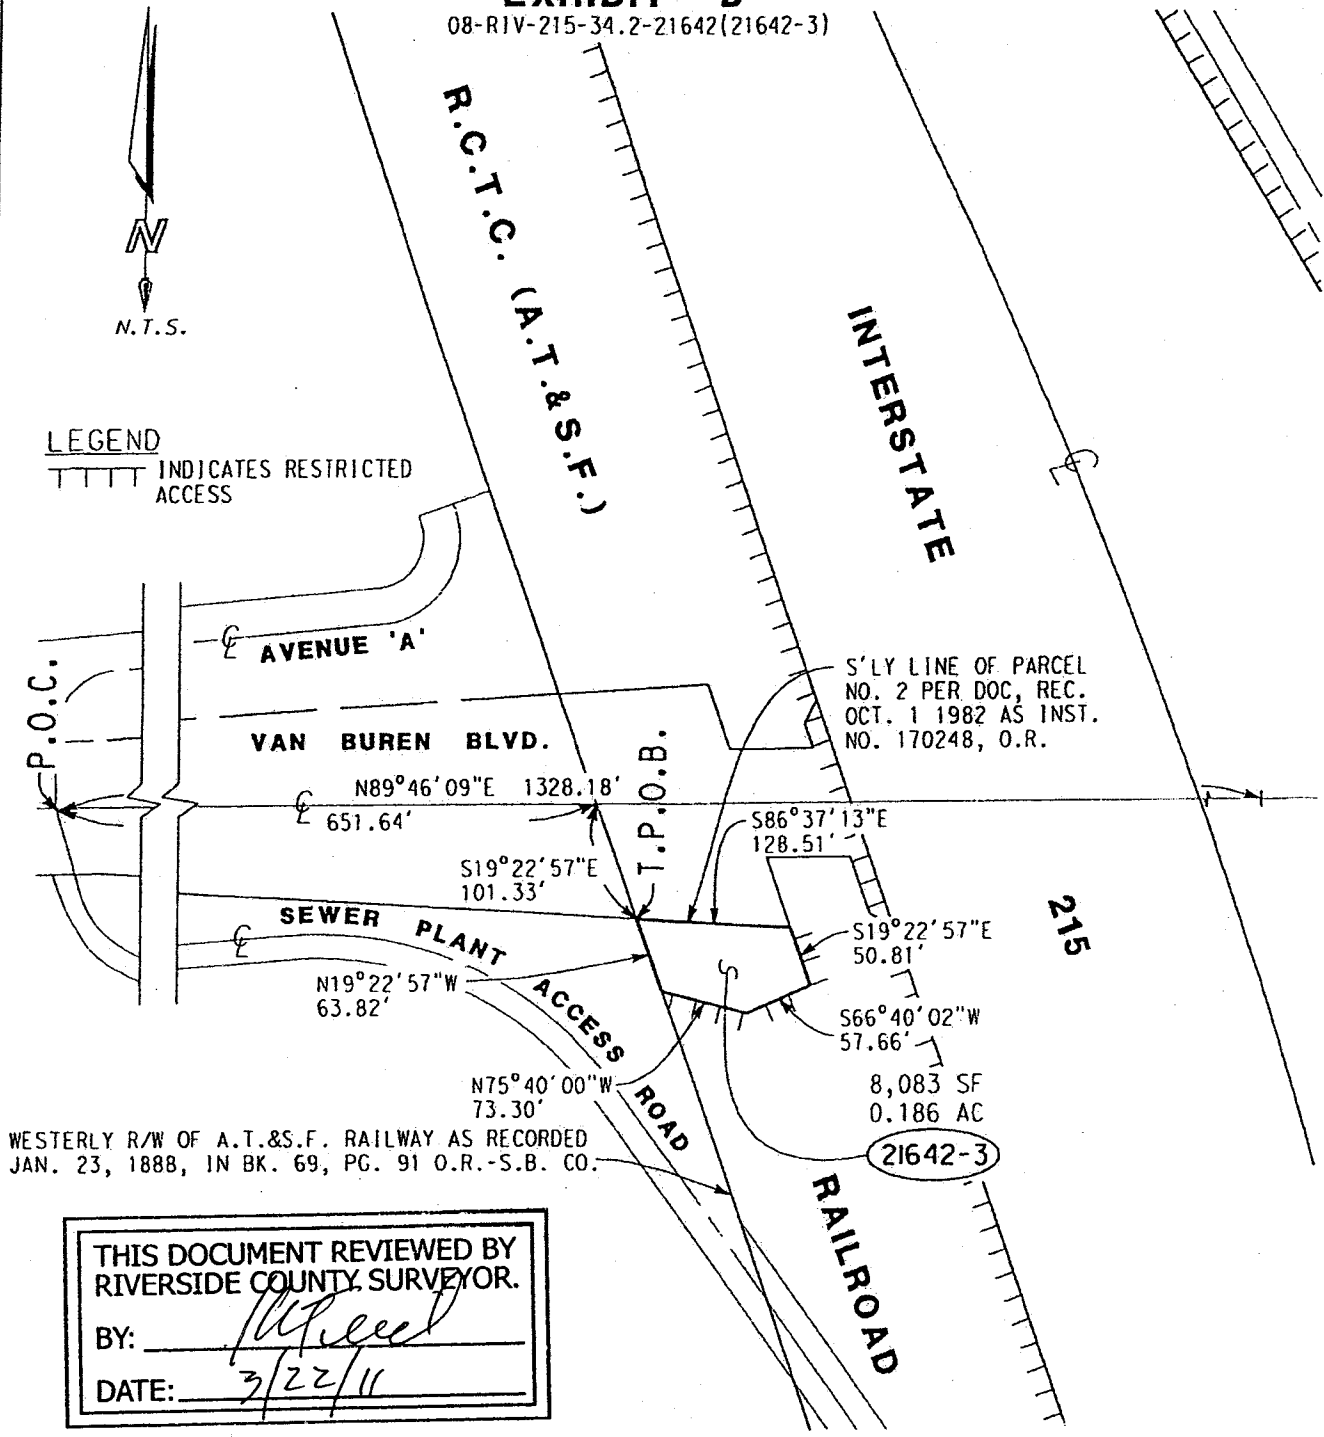 08-RIV-215-34.2-21642(21642-3)
N
N.T.S.
R.C.T.C. (A.T.&S.F.)
INTERSTATE
LEGEND
INDICATES RESTRICTED
ACCESS
AVENUE 'A'
P.O.C.
VAN BUREN BLVD.
S'LY LINE OF PARCEL
NO. 2 PER DOC, REC.
OCT. 1 1982 AS INST.
NO. 170248, O.R.
T.P.O.B.
N89°46'09"E 1328.18'
651.64'
S86°37'13"E
128.51'
S19°22'57"E
101.33'
SEWER PLANT ACCESS ROAD
215
S19°22'57"E
50.81'
N19°22'57"W
63.82'
S
S66°40'02"W
57.66'
N75°40'00"W
73.30'
8,083 SF
0.186 AC
21642-3
WESTERLY R/W OF A.T.&S.F. RAILWAY AS RECORDED
JAN. 23, 1888, IN BK. 69, PG. 91 O.R.-S.B. CO.
RAILROAD
THIS DOCUMENT REVIEWED BY
RIVERSIDE COUNTY SURVEYOR.
BY:
DATE: 3/22/11